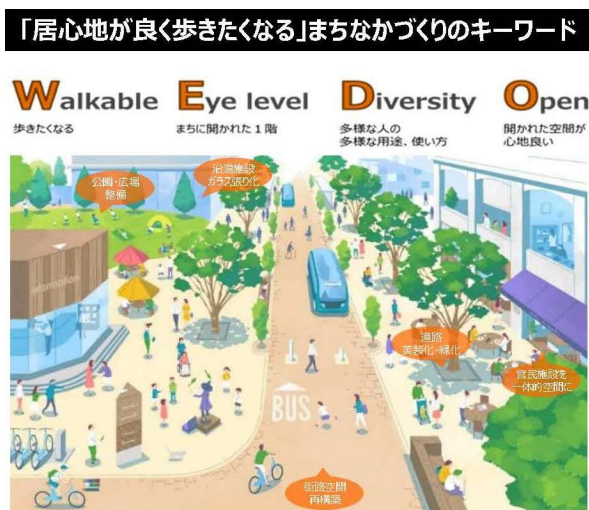 「居心地が良く歩きたくなる」まちなかづくりのキーワード
Walkable Eye level Diversity Open
歩きたくなる
まちに開かれた1階
多様な人の
多様な用途、使い方
開かれた空間が
心地良い
公園・広場
整備
沿道施設
ガラス張り化
information
道路
美装化・緑化
官民施設を
一体的空間に
BUS
街路空間
再構築